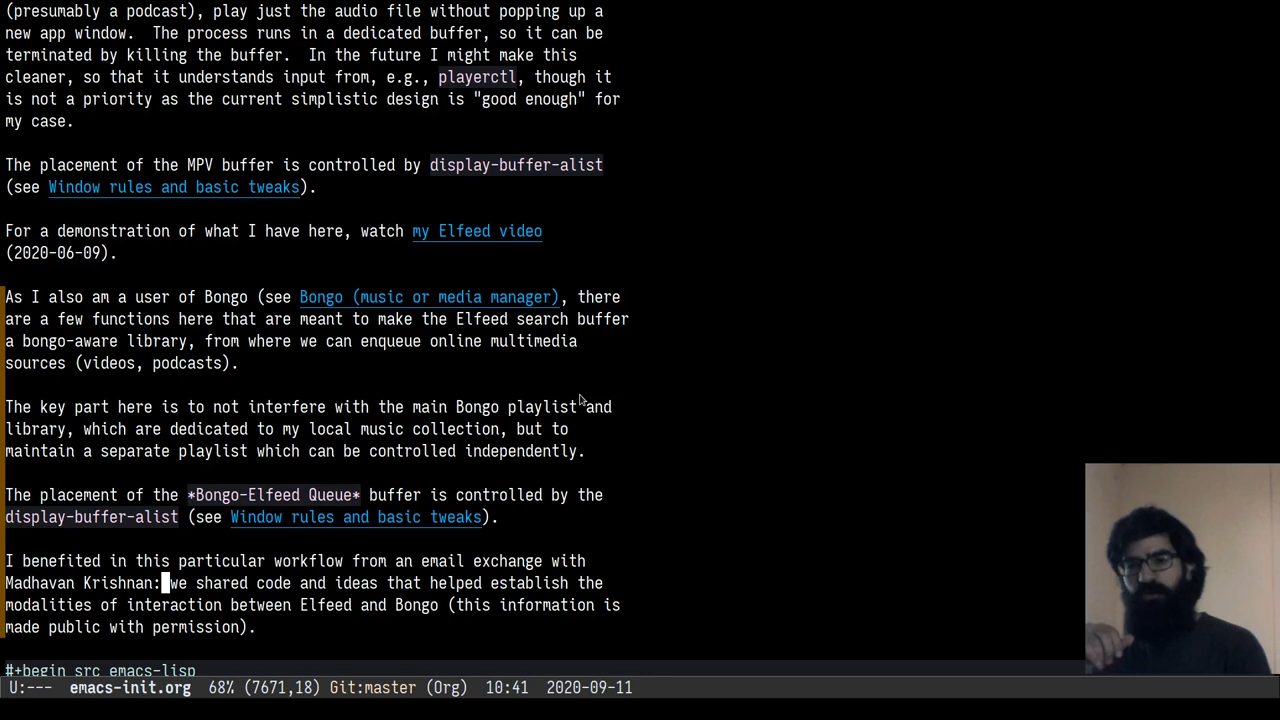 (presumably a podcast), play just the audio file without popping up a
new app window.  The process runs in a dedicated buffer, so it can be
terminated by killing the buffer.  In the future I might make this
cleaner, so that it understands input from, e.g., playerctl, though it
is not a priority as the current simplistic design is "good enough" for
my case.
The placement of the MPV buffer is controlled by display-buffer-alist
(see Window rules and basic tweaks).
For a demonstration of what I have here, watch my Elfeed video
(2020-06-09).
As I also am a user of Bongo (see Bongo (music or media manager), there
are a few functions here that are meant to make the Elfeed search buffer
a bongo-aware library, from where we can enqueue online multimedia
sources (videos, podcasts).
The key part here is to not interfere with the main Bongo playlist and
library, which are dedicated to my local music collection, but to
maintain a separate playlist which can be controlled independently.
The placement of the *Bongo-Elfeed Queue* buffer is controlled by the
display-buffer-alist (see Window rules and basic tweaks).
I benefited in this particular workflow from an email exchange with
Madhavan Krishnan: we shared code and ideas that helped establish the
modalities of interaction between Elfeed and Bongo (this information is
made public with permission).
#+begin_src emacs-lisp
U:---  emacs-init.org  68% (7671,18) Git:master (Org)  10:41  2020-09-11